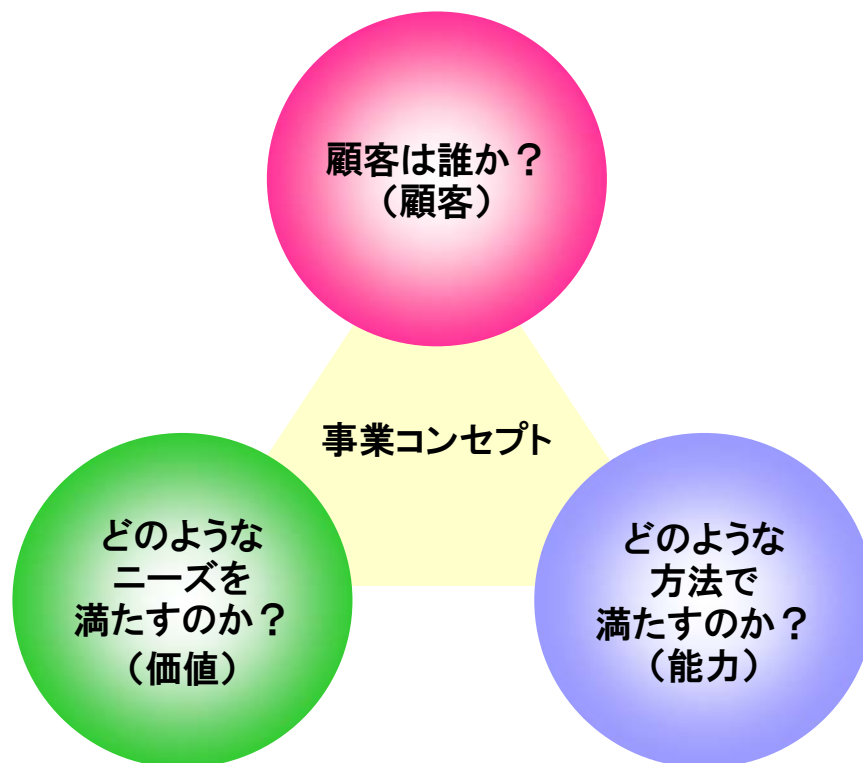 顧客は誰か？
（顧客）
事業コンセプト
どのような
ニーズを
満たすのか？
（価値）
どのような
方法で
満たすのか？
（能力）